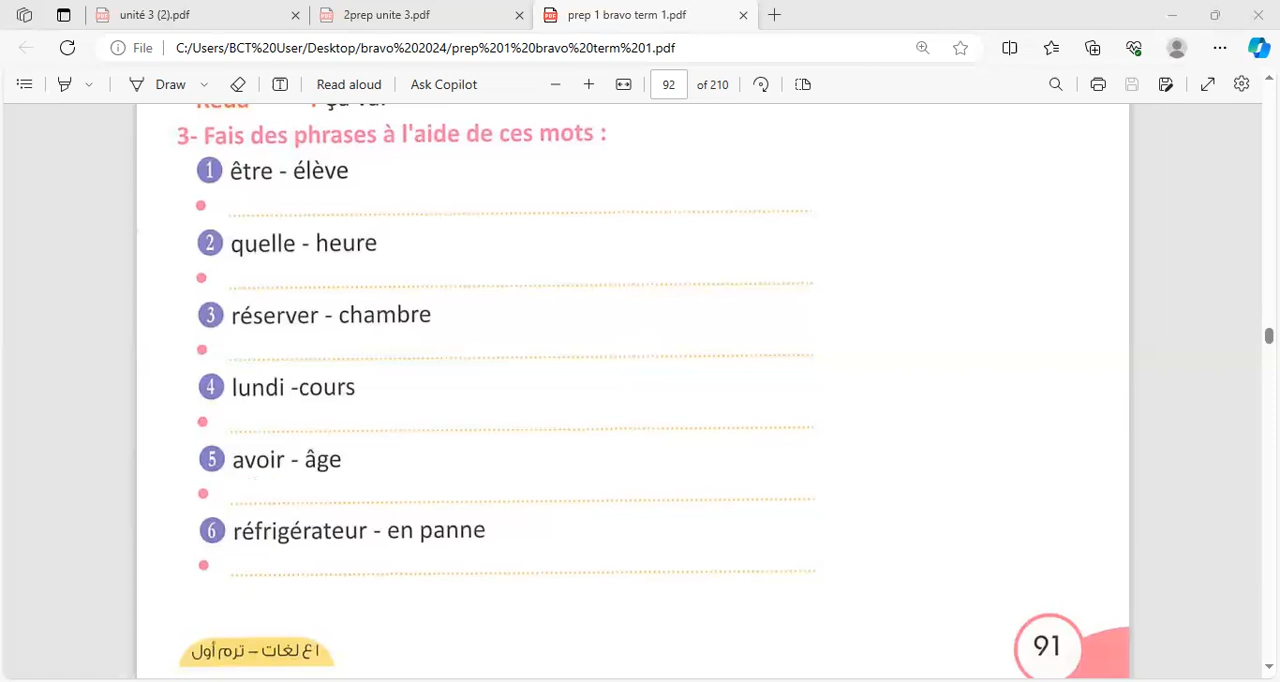 unité 3 (2).pdf
2prep unite 3.pdf
prep 1 bravo term 1.pdf
File
C:/Users/BCT%20User/Desktop/bravo%202024/prep%201%20bravo%20term%201.pdf
Draw
Read aloud
Ask Copilot
92
of 210
3- Fais des phrases à l'aide de ces mots :
1 être - élève
2 quelle - heure
3 réserver - chambre
4 lundi -cours
5 avoir - âge
6 réfrigérateur - en panne
١ع لغات – ترم أول
91